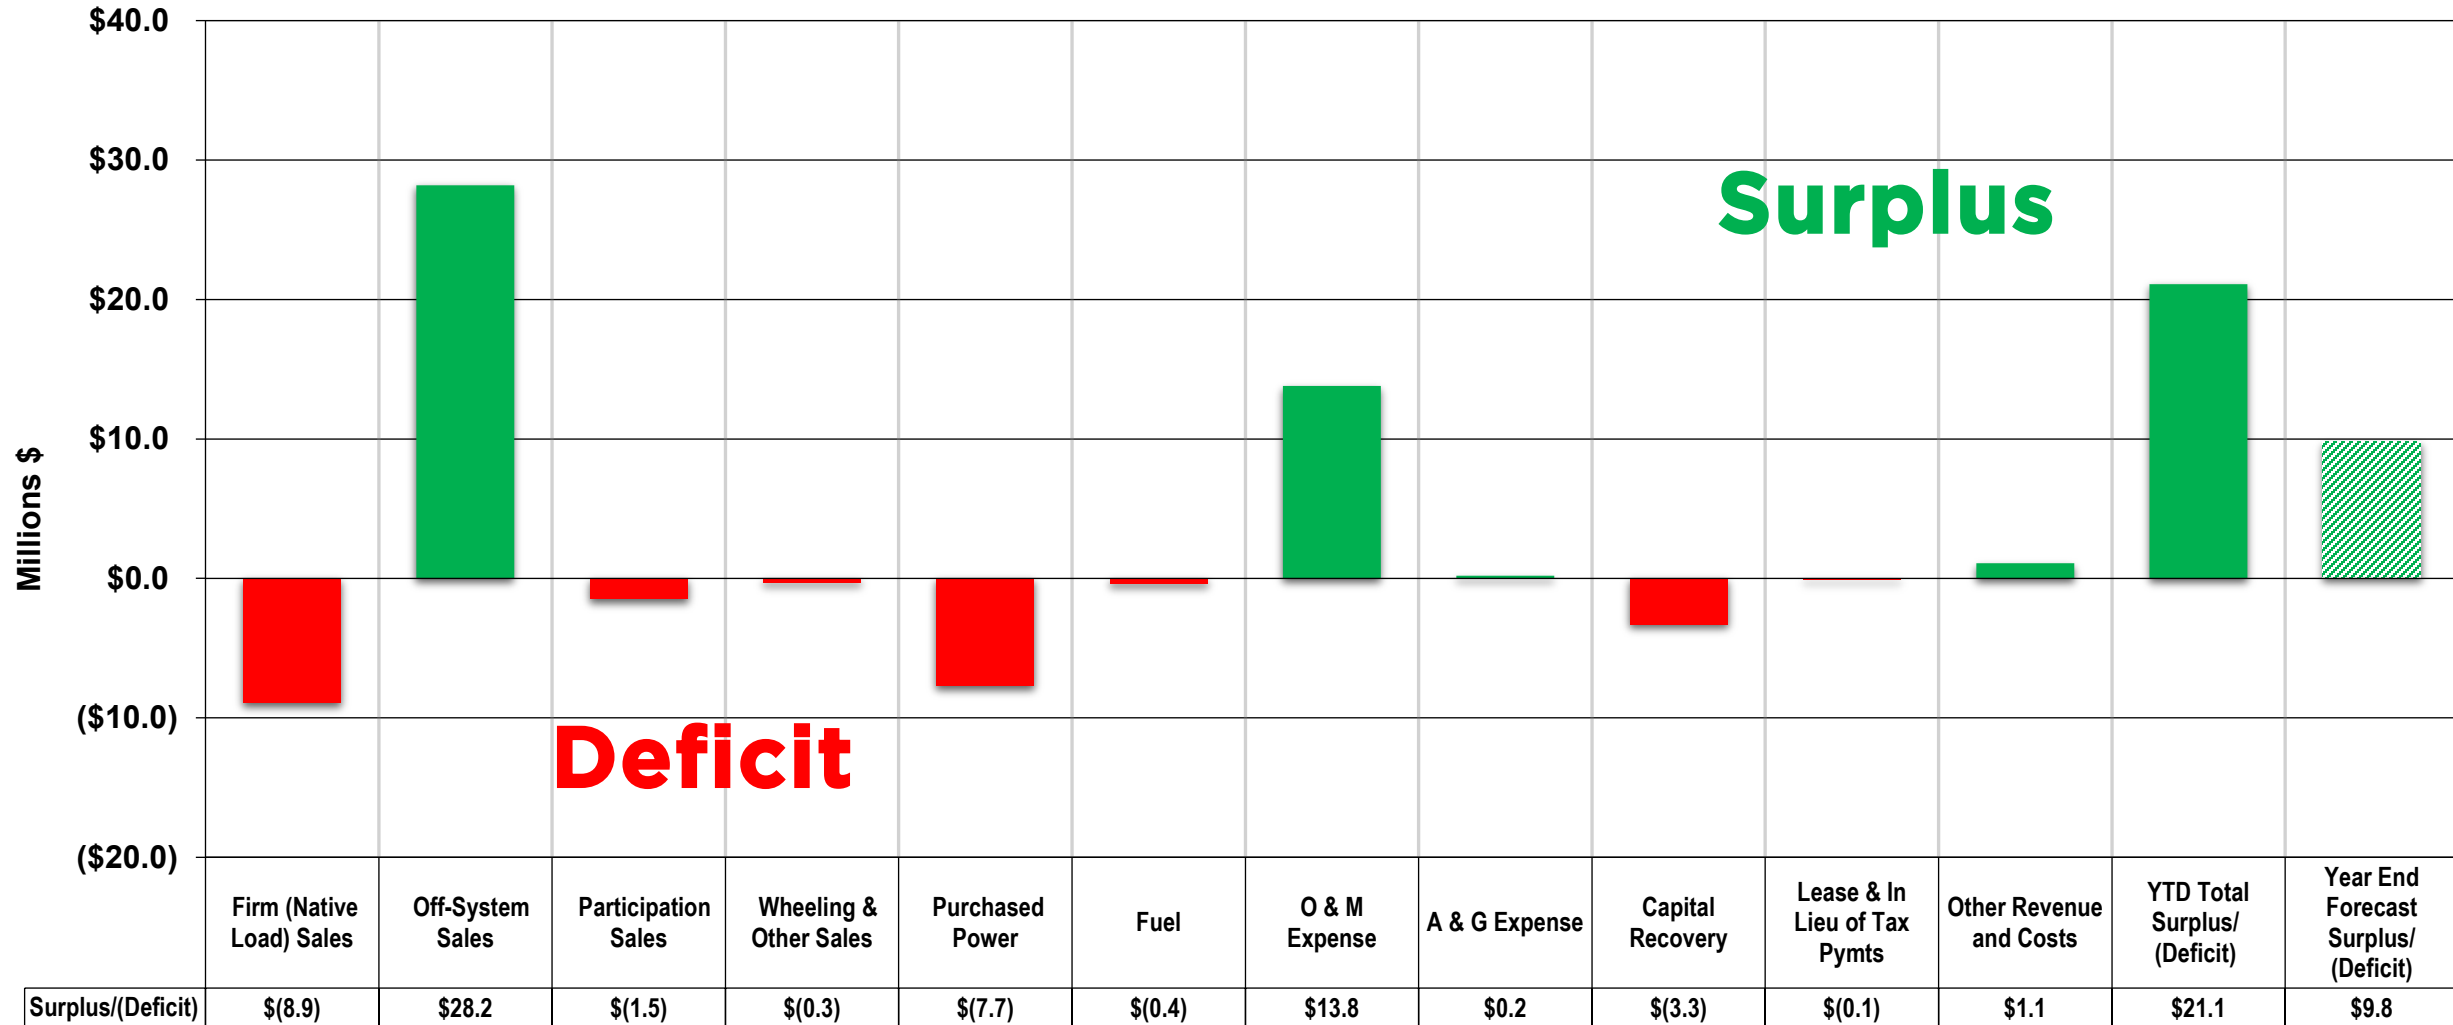 $40.0
$30.0
$20.0
$10.0
$0.0
($10.0)
($20.0)
Millions $
Surplus
Deficit
Firm (Native
Load) Sales
Off-System
Sales
Participation
Sales
Wheeling &
Other Sales
Purchased
Power
Fuel
O & M
Expense
A & G Expense
Capital
Recovery
Lease & In
Lieu of Tax
Pymts
Other Revenue
and Costs
YTD Total
Surplus/
(Deficit)
Year End
Forecast
Surplus/
(Deficit)
Surplus/(Deficit) $(8.9) $28.2 $(1.5) $(0.3) $(7.7) $(0.4) $13.8 $0.2 $(3.3) $(0.1) $1.1 $21.1 $9.8